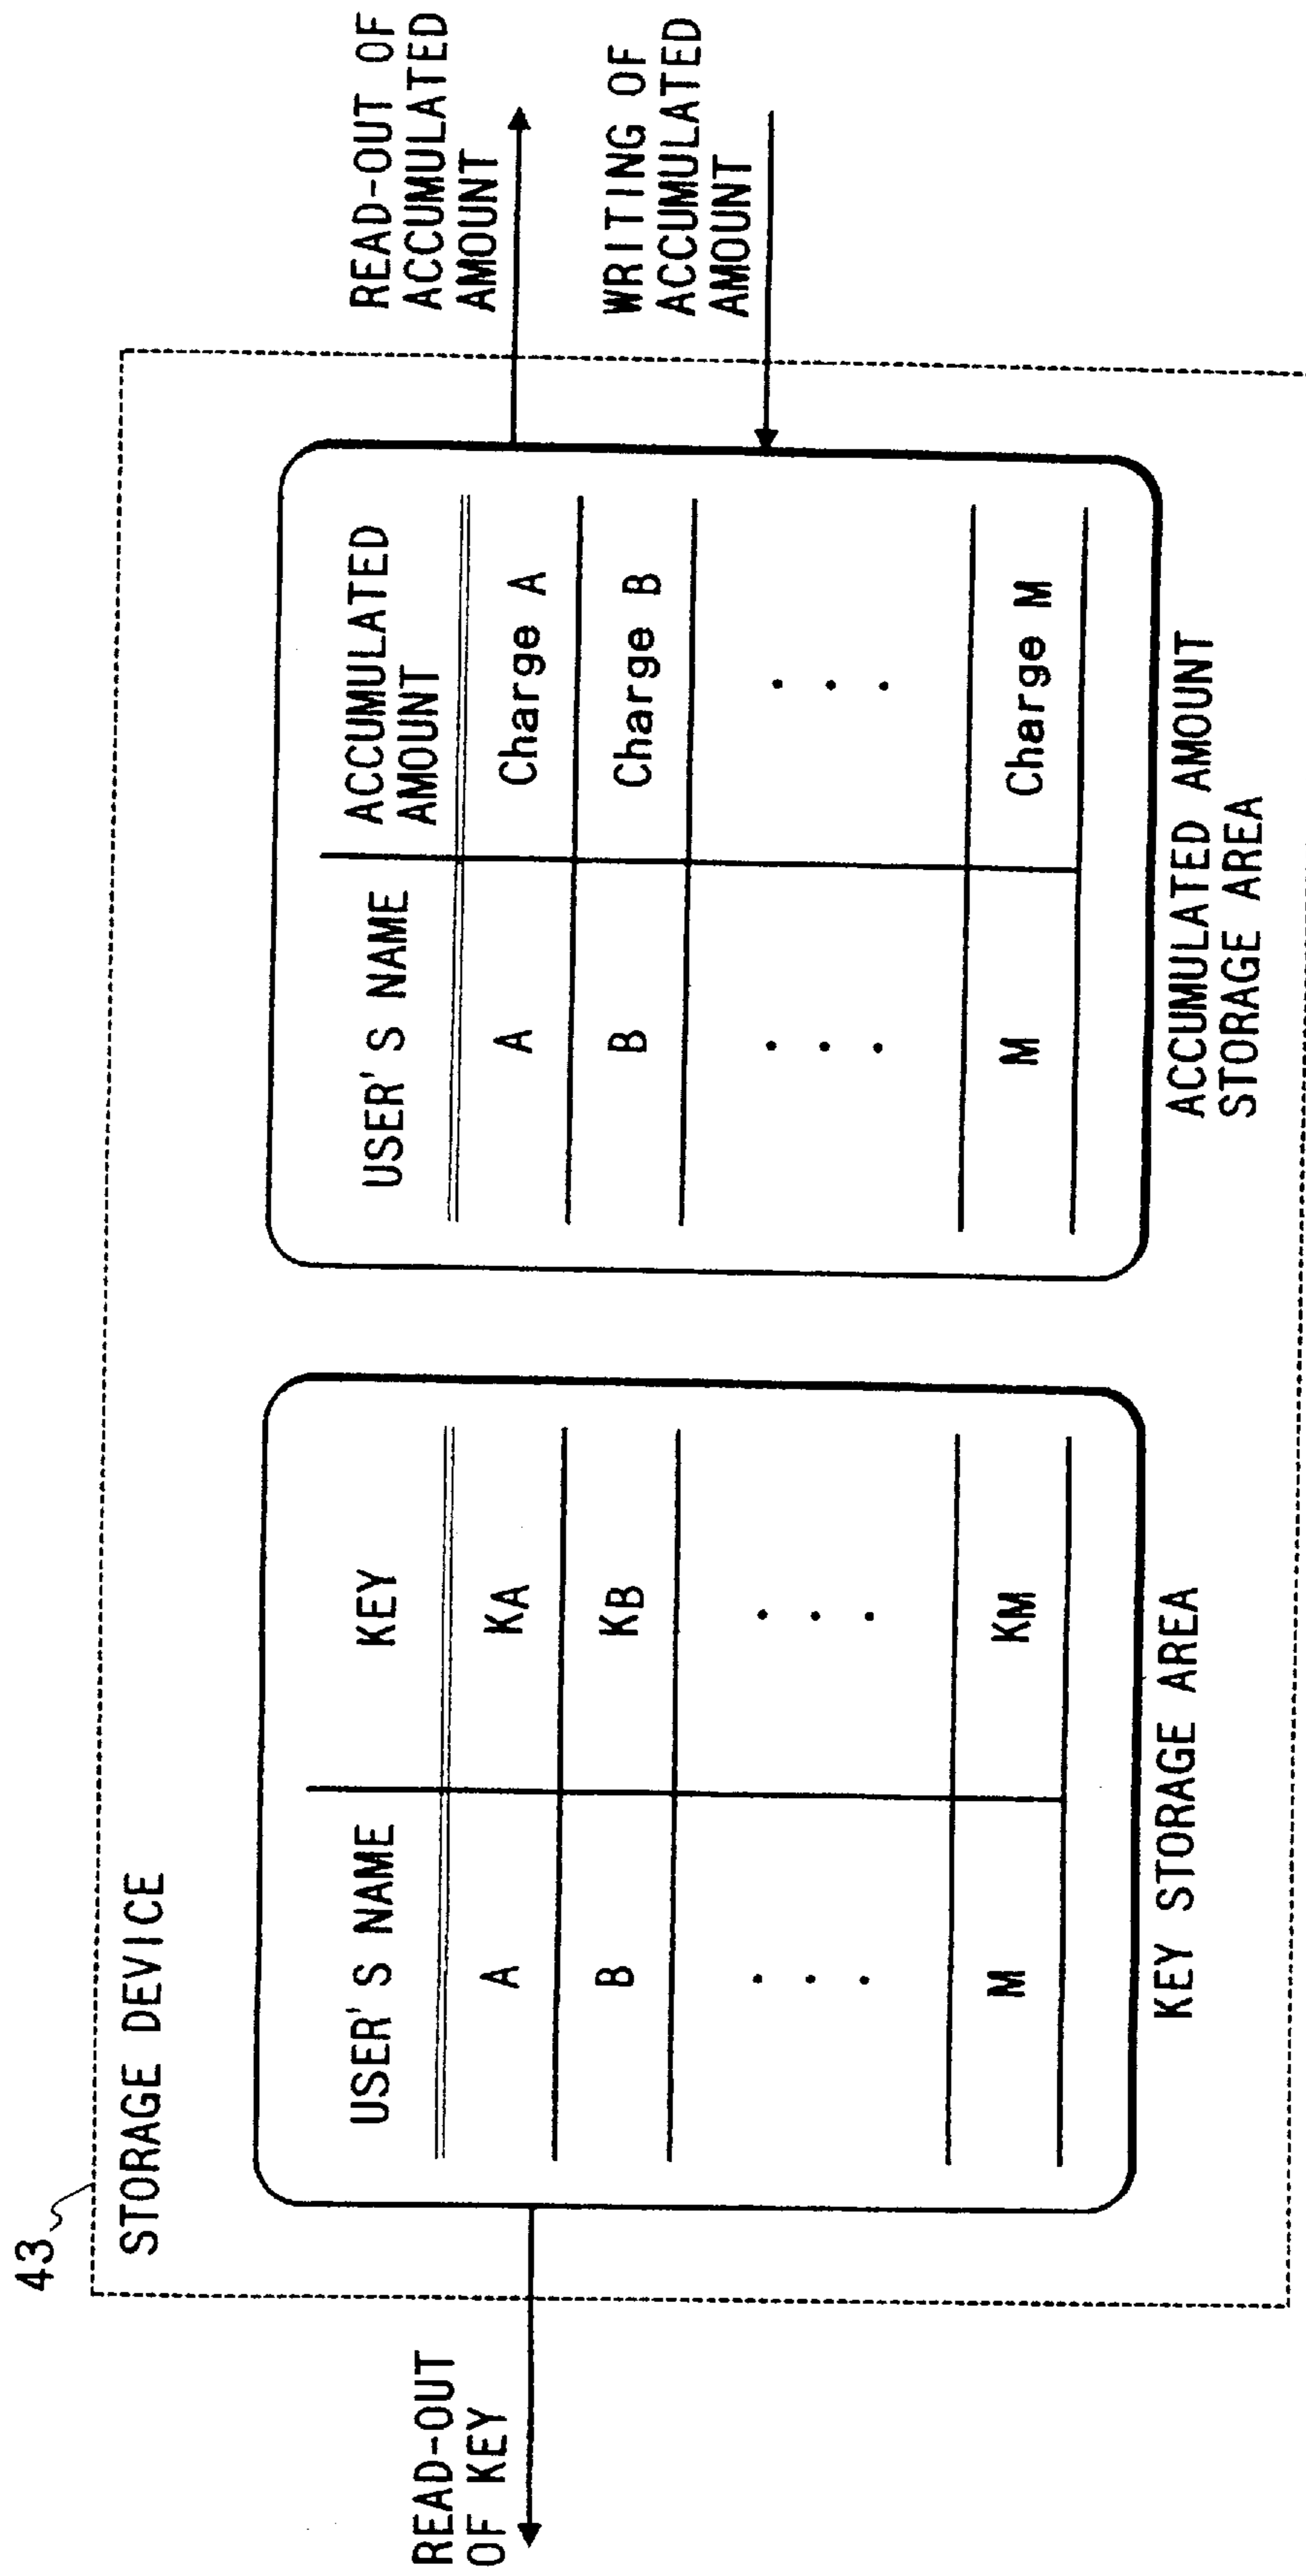 43
STORAGE DEVICE
READ-OUT
OF KEY
USER'S NAME KEY
A KA
B KB
. . . . . .
M KM
KEY STORAGE AREA
USER'S NAME ACCUMULATED
AMOUNT
A Charge A
B Charge B
. . . . . .
M Charge M
ACCUMULATED AMOUNT
STORAGE AREA
READ-OUT OF
ACCUMULATED
AMOUNT
WRITING OF
ACCUMULATED
AMOUNT